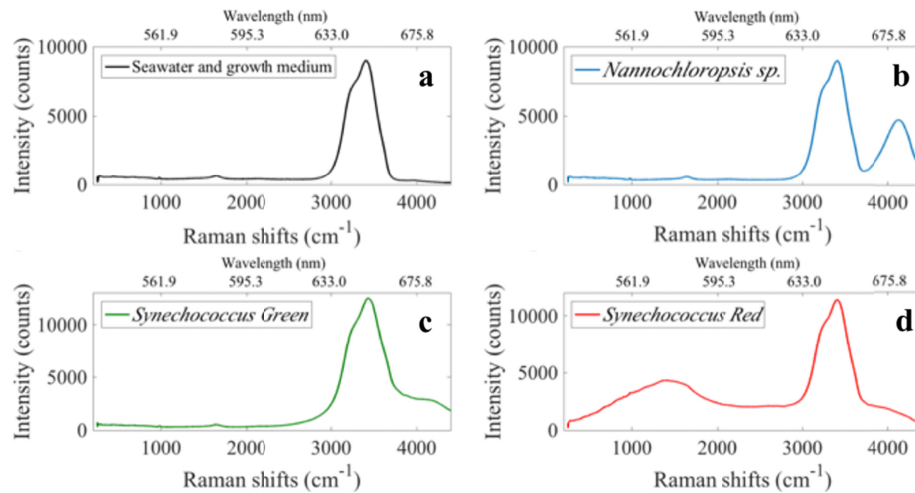 Wavelength (nm)
561.9 595.3 633.0 675.8
10000
5000
0
Intensity (counts)
Seawater and growth medium
a
1000 2000 3000 4000
Raman shifts (cm-1)
Wavelength (nm)
561.9 595.3 633.0 675.8
10000
5000
0
Intensity (counts)
Nannochloropsis sp.
b
1000 2000 3000 4000
Raman shifts (cm-1)
Wavelength (nm)
561.9 595.3 633.0 675.8
10000
5000
0
Intensity (counts)
Synechococcus Green
c
1000 2000 3000 4000
Raman shifts (cm-1)
Wavelength (nm)
561.9 595.3 633.0 675.8
10000
5000
0
Intensity (counts)
Synechococcus Red
d
1000 2000 3000 4000
Raman shifts (cm-1)